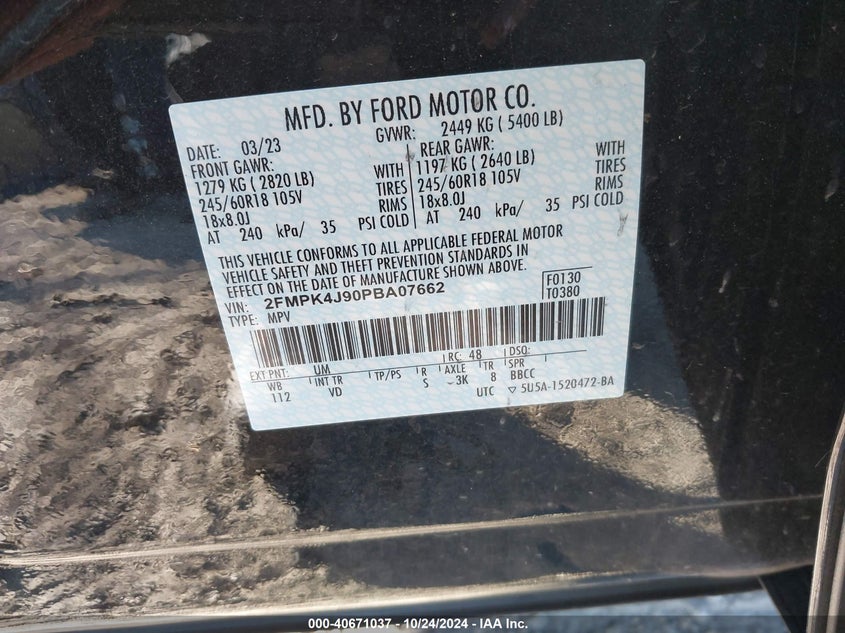 MFD. BY FORD MOTOR CO.
DATE: 03/23 GVWR: 2449 KG ( 5400 LB)
FRONT GAWR: REAR GAWR:
1279 KG ( 2820 LB) WITH 1197 KG ( 2640 LB) WITH
245/60R18 105V TIRES 245/60R18 105V TIRES
18x8.0J RIMS 18x8.0J RIMS
AT 240 kPa/ 35 PSI COLD AT 240 kPa/ 35 PSI COLD
THIS VEHICLE CONFORMS TO ALL APPLICABLE FEDERAL MOTOR
VEHICLE SAFETY AND THEFT PREVENTION STANDARDS IN
EFFECT ON THE DATE OF MANUFACTURE SHOWN ABOVE.
VIN: 2FMPK4J90PBA07662 F0130
TYPE: MPV T0380
EXT PNT: UM RC: 48 DSO:
WB INT TR TP/PS R AXLE TR SPR
112 VD S 3K 8 BBCC
UTC ▽ 5U5A-1520472-BA
000-40671037 - 10/24/2024 - IAA Inc.